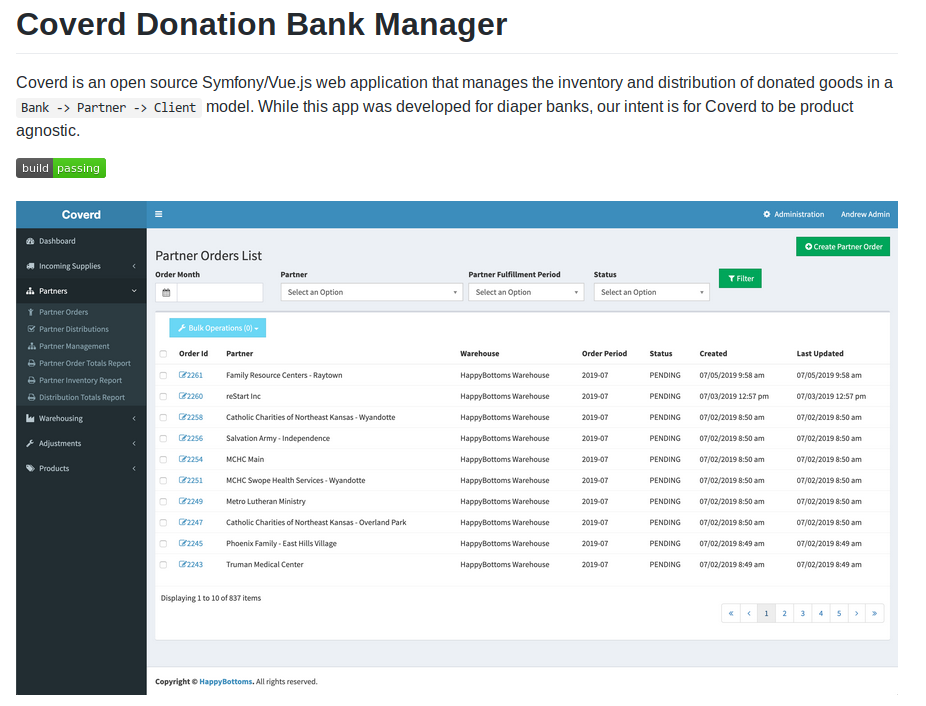 Coverd Donation Bank Manager
Coverd is an open source Symfony/Vue.js web application that manages the inventory and distribution of donated goods in a
Bank -> Partner -> Client model. While this app was developed for diaper banks, our intent is for Coverd to be product
agnostic.
build passing
Coverd Administration Andrew Admin
Dashboard
Incoming Supplies
Partners
Partner Orders
Partner Distributions
Partner Management
Partner Order Totals Report
Partner Inventory Report
Distribution Totals Report
Warehousing
Adjustments
Products
Create Partner Order
Partner Orders List
Order Month Partner Partner Fulfillment Period Status
Select an Option Select an Option Select an Option Filter
Bulk Operations (0)
Order Id Partner Warehouse Order Period Status Created Last Updated
2261 Family Resource Centers - Raytown HappyBottoms Warehouse 2019-07 PENDING 07/05/2019 9:58 am 07/05/2019 9:58 am
2260 reStart Inc HappyBottoms Warehouse 2019-07 PENDING 07/03/2019 12:57 pm 07/03/2019 12:57 pm
2258 Catholic Charities of Northeast Kansas - Wyandotte HappyBottoms Warehouse 2019-07 PENDING 07/02/2019 8:50 am 07/02/2019 8:50 am
2256 Salvation Army - Independence HappyBottoms Warehouse 2019-07 PENDING 07/02/2019 8:50 am 07/02/2019 8:50 am
2254 MCHC Main HappyBottoms Warehouse 2019-07 PENDING 07/02/2019 8:50 am 07/02/2019 8:50 am
2251 MCHC Swope Health Services - Wyandotte HappyBottoms Warehouse 2019-07 PENDING 07/02/2019 8:50 am 07/02/2019 8:50 am
2249 Metro Lutheran Ministry HappyBottoms Warehouse 2019-07 PENDING 07/02/2019 8:50 am 07/02/2019 8:50 am
2247 Catholic Charities of Northeast Kansas - Overland Park HappyBottoms Warehouse 2019-07 PENDING 07/02/2019 8:50 am 07/02/2019 8:50 am
2245 Phoenix Family - East Hills Village HappyBottoms Warehouse 2019-07 PENDING 07/02/2019 8:49 am 07/02/2019 8:49 am
2243 Truman Medical Center HappyBottoms Warehouse 2019-07 PENDING 07/02/2019 8:49 am 07/02/2019 8:49 am
Displaying 1 to 10 of 837 items
« ‹ 1 2 3 4 5 › »
Copyright © HappyBottoms. All rights reserved.